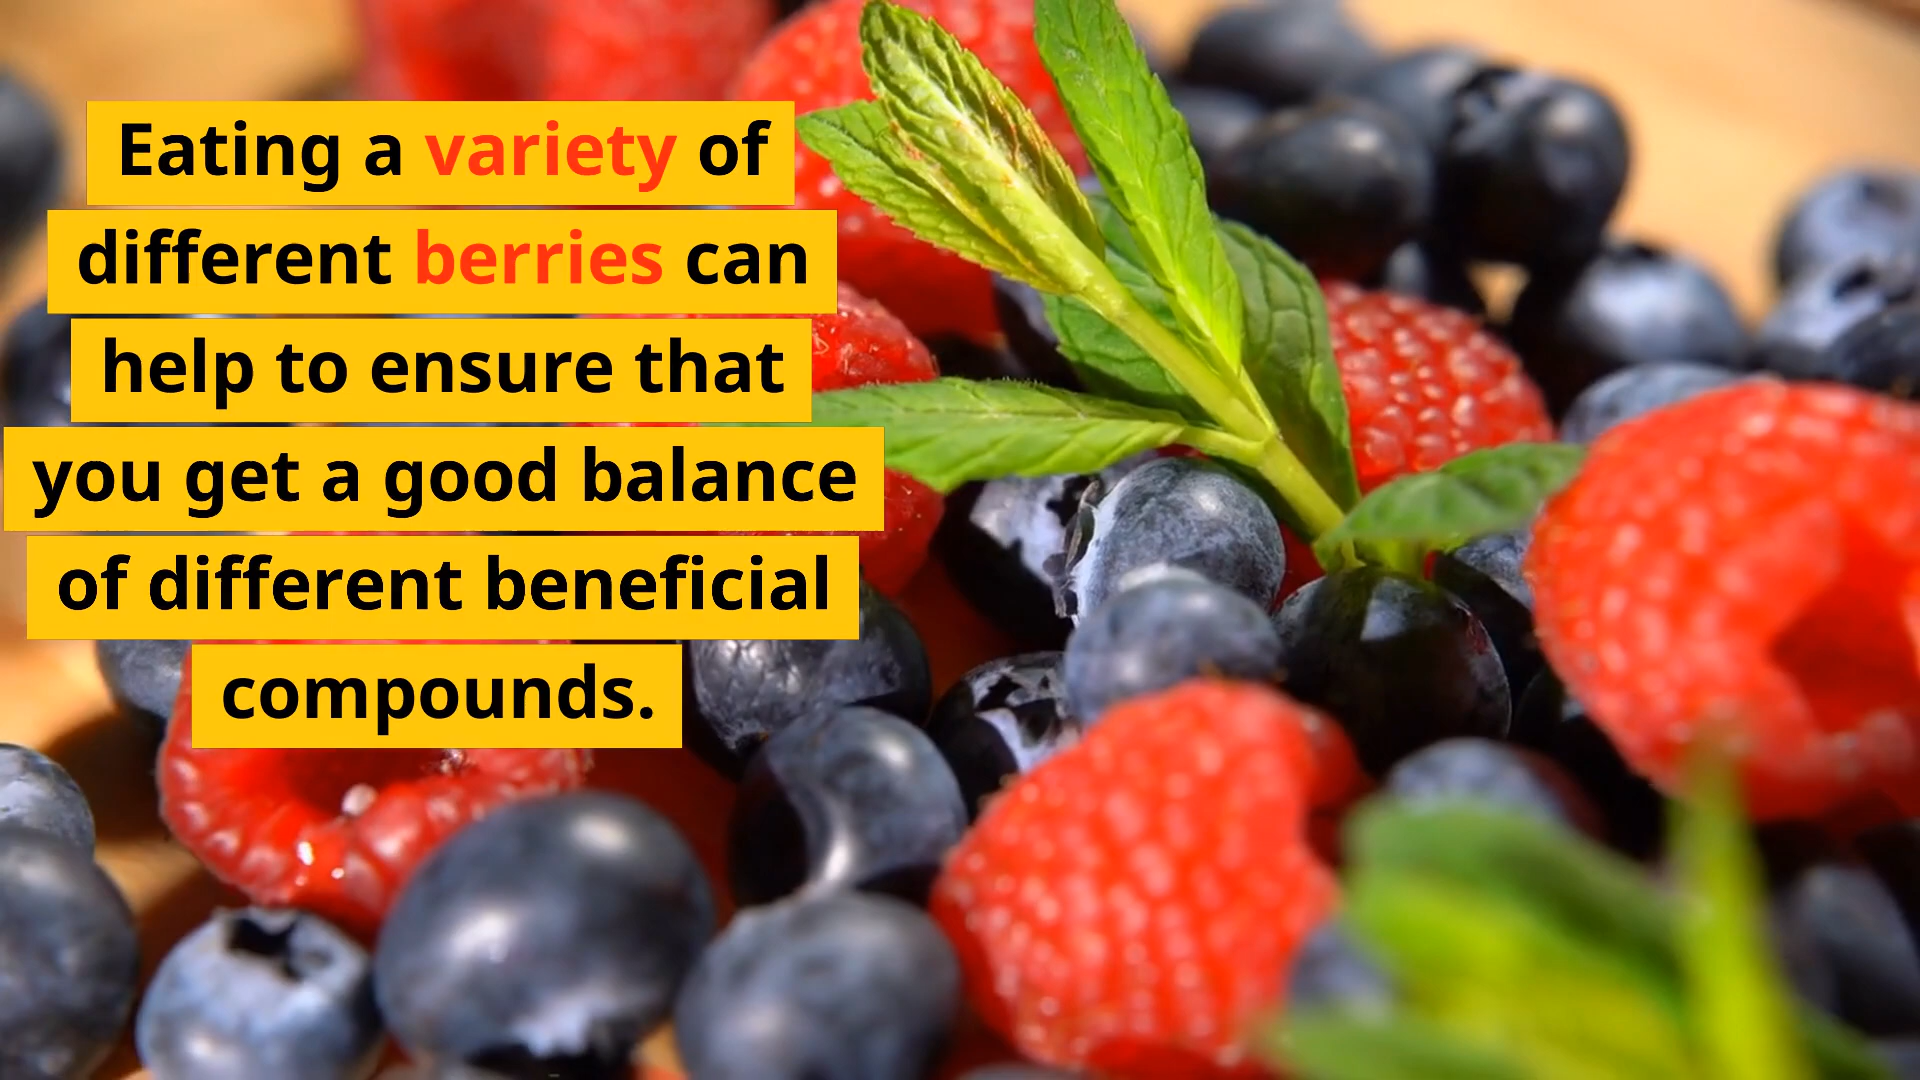 Eating a variety of
different berries can
help to ensure that
you get a good balance
of different beneficial
compounds.